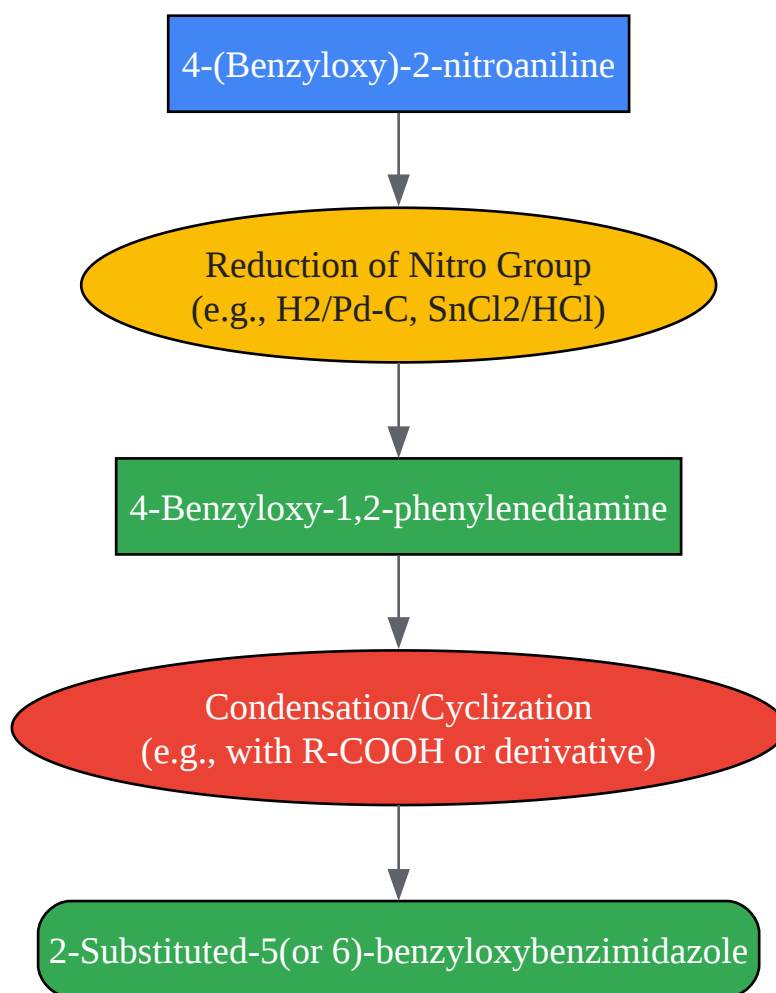 4-(Benzyloxy)-2-nitroaniline
Reduction of Nitro Group
(e.g., H2/Pd-C, SnCl2/HCl)
4-Benzyloxy-1,2-phenylenediamine
Condensation/Cyclization
(e.g., with R-COOH or derivative)
2-Substituted-5(or 6)-benzyloxybenzimidazole